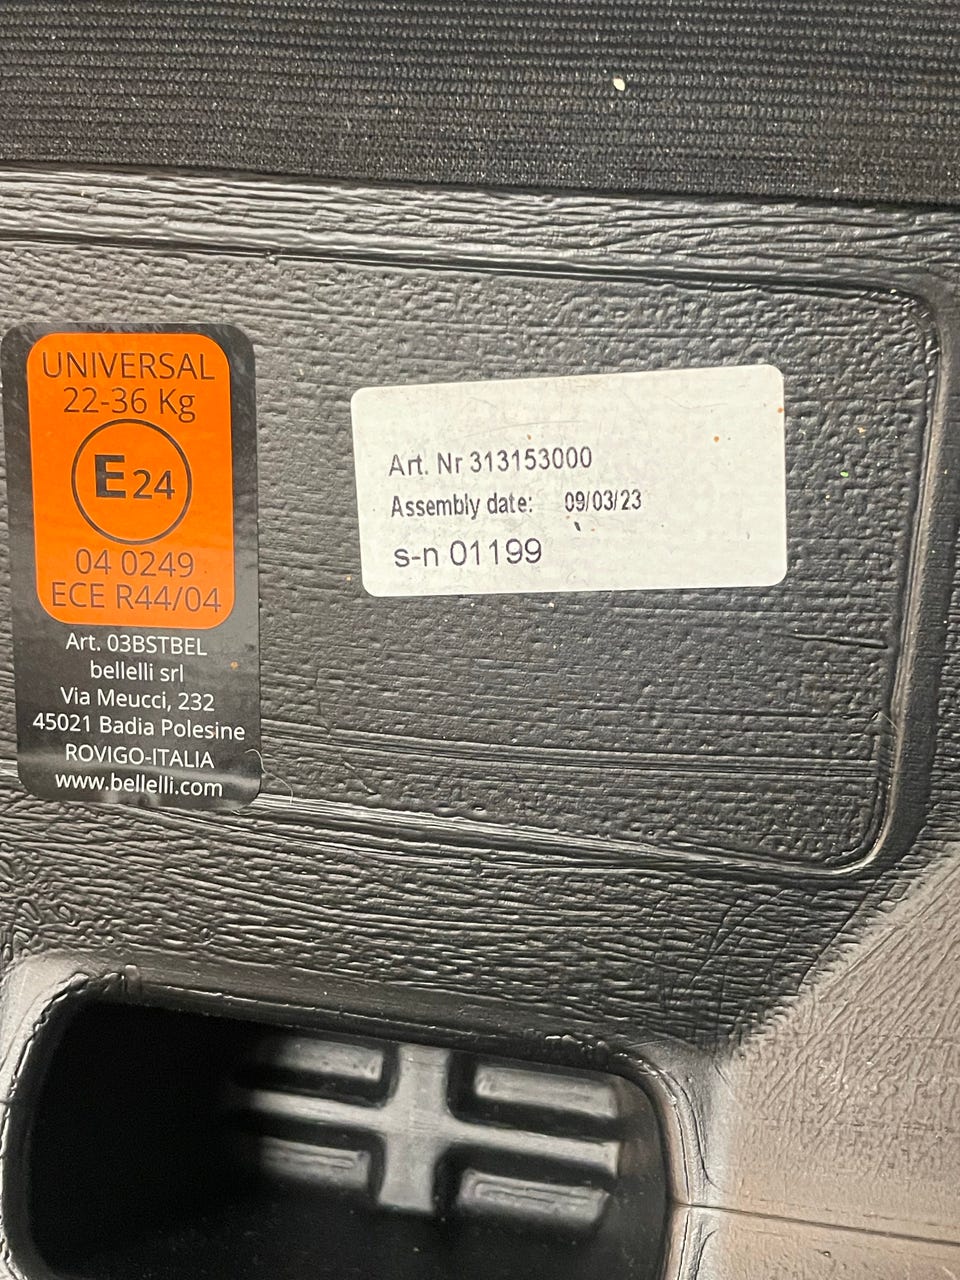 UNIVERSAL
22-36 Kg
E24
04 0249
ECE R44/04
Art. 03BSTBEL
bellelli srl
Via Meucci, 232
45021 Badia Polesine
ROVIGO-ITALIA
www.bellelli.com
Art. Nr 313153000
Assembly date: 09/03/23
s-n 01199